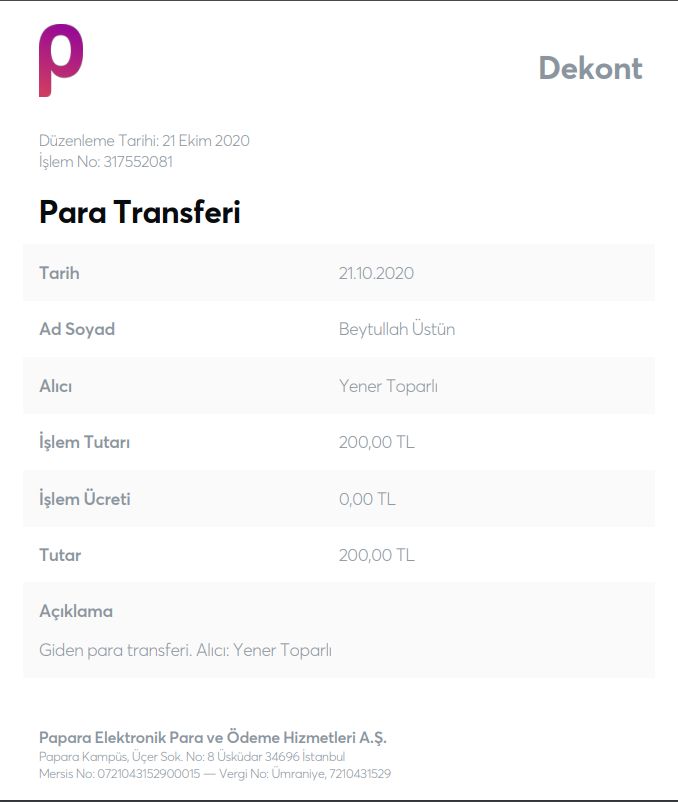 Dekont
Düzenleme Tarihi: 21 Ekim 2020
İşlem No: 317552081
Para Transferi
Tarih 21.10.2020
Ad Soyad Beytullah Üstün
Alıcı Yener Toparlı
İşlem Tutarı 200,00 TL
İşlem Ücreti 0,00 TL
Tutar 200,00 TL
Açıklama
Giden para transferi. Alıcı: Yener Toparlı
Papara Elektronik Para ve Ödeme Hizmetleri A.Ş.
Papara Kampüs, Üçer Sok. No: 8 Üsküdar 34696 İstanbul
Mersis No: 0721043152900015 — Vergi No: Ümraniye, 7210431529